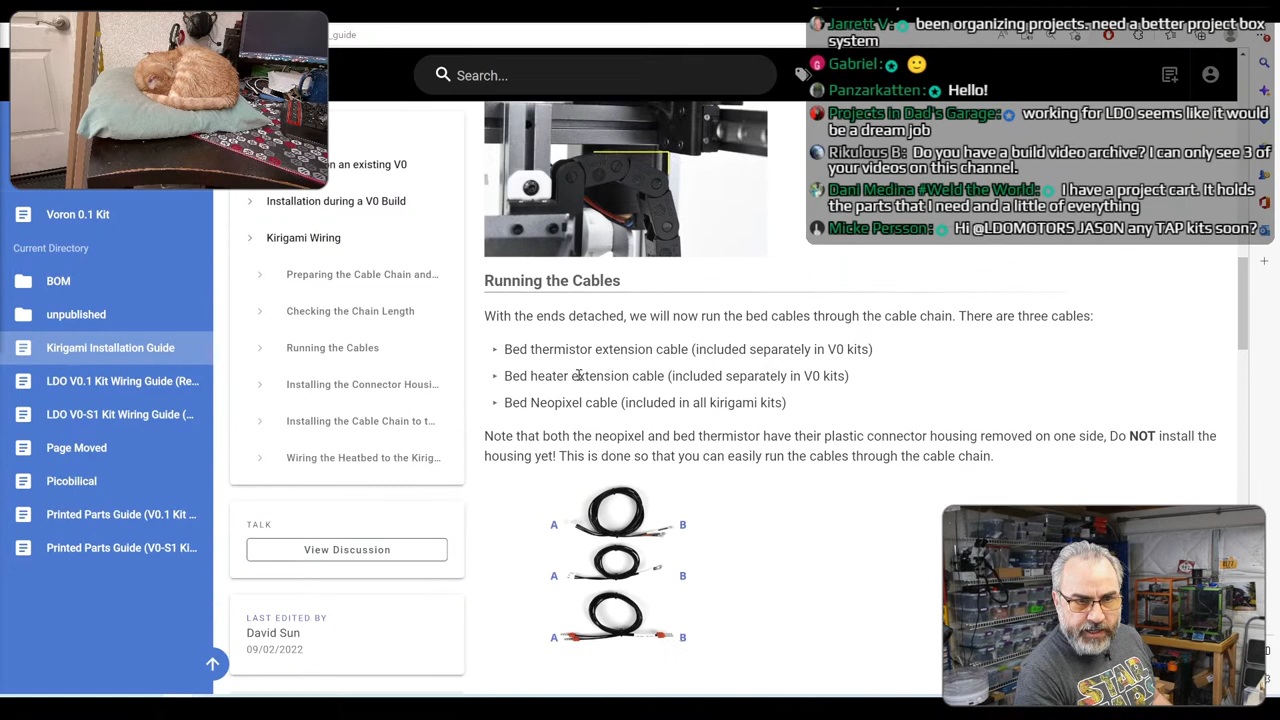 _guide
Search...
Jarrett V: been organizing projects. need a better project box
system
Gabriel: 🙂
Panzarkatten: Hello!
Projects in Dad's Garage: working for LDO seems like it would
be a dream job
Rikulous B: Do you have a build video archive? I can only see 3 of
your videos on this channel.
Dani Medina #Weld the World: I have a project cart. It holds
the parts that I need and a little of everything
Micke Persson: Hi @LDOMOTORS JASON any TAP kits soon?
Voron 0.1 Kit
Current Directory
BOM
unpublished
Kirigami Installation Guide
LDO V0.1 Kit Wiring Guide (Re...
LDO V0-S1 Kit Wiring Guide (R...
Page Moved
Picobilical
Printed Parts Guide (V0.1 Kit ...
Printed Parts Guide (V0-S1 Ki...
on an existing V0
Installation during a V0 Build
Kirigami Wiring
Preparing the Cable Chain and...
Checking the Chain Length
Running the Cables
Installing the Connector Housi...
Installing the Cable Chain to t...
Wiring the Heatbed to the Kirig...
TALK
View Discussion
LAST EDITED BY
David Sun
09/02/2022
Running the Cables
With the ends detached, we will now run the bed cables through the cable chain. There are three cables:
Bed thermistor extension cable (included separately in V0 kits)
Bed heater extension cable (included separately in V0 kits)
Bed Neopixel cable (included in all kirigami kits)
Note that both the neopixel and bed thermistor have their plastic connector housing removed on one side, Do NOT install the
housing yet! This is done so that you can easily run the cables through the cable chain.
A B
A B
A B
STAR